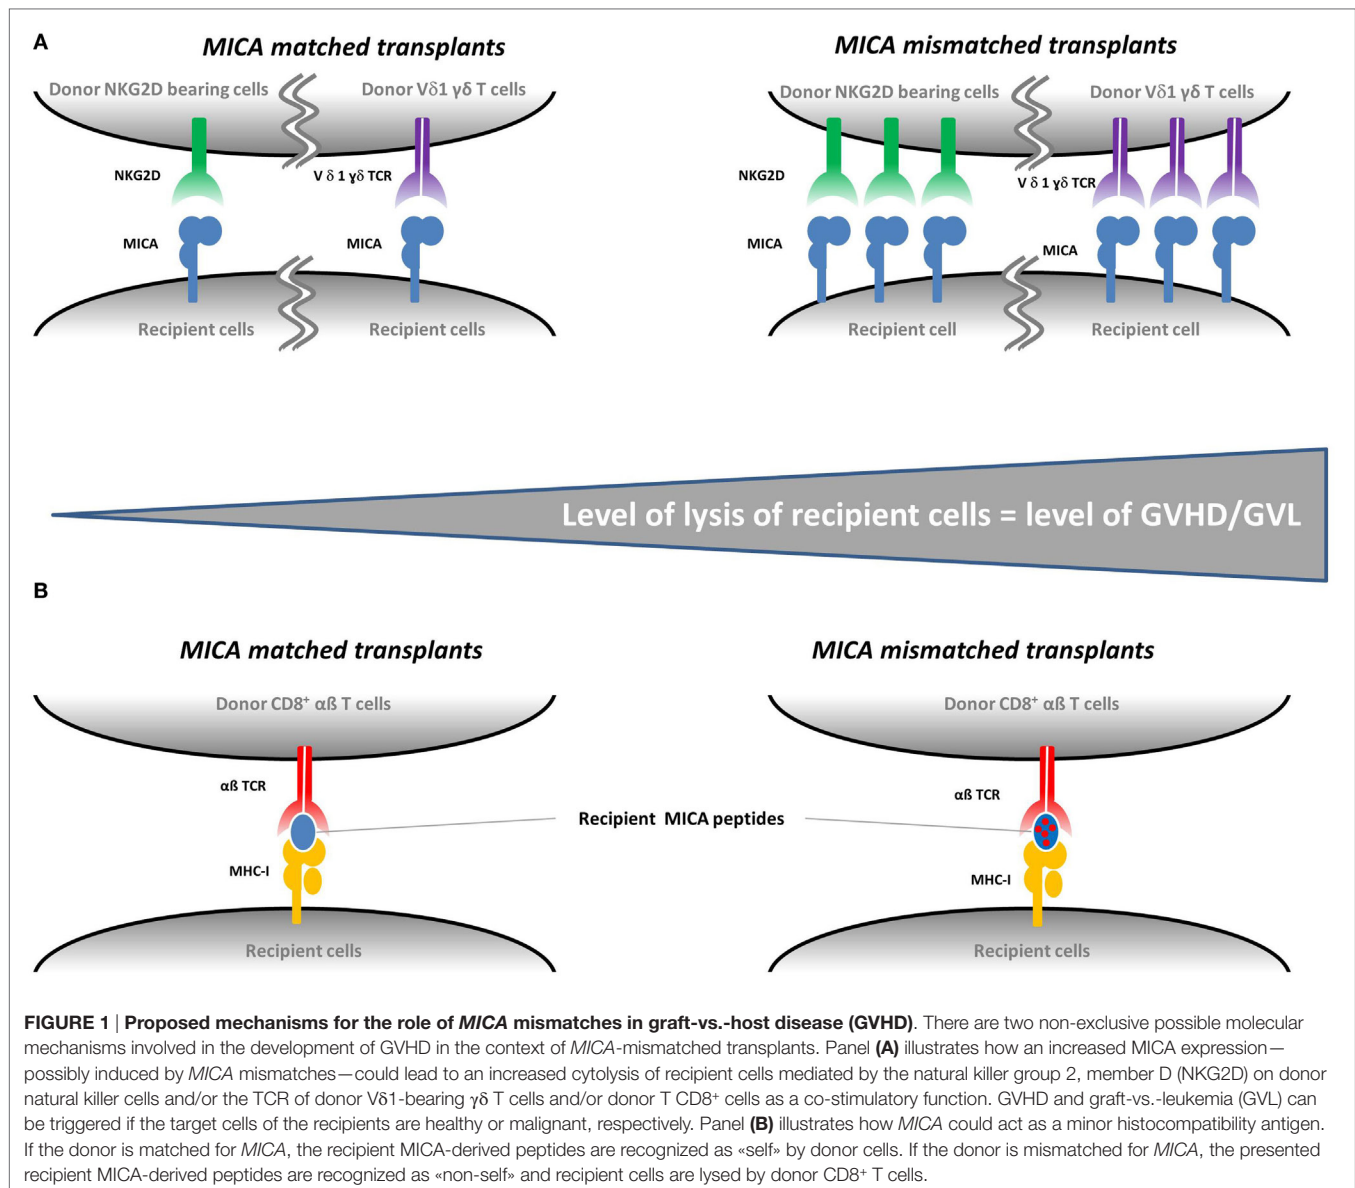 A
MICA matched transplants
MICA mismatched transplants
Donor NKG2D bearing cells
Donor Vδ1 γδ T cells
Donor NKG2D bearing cells
Donor Vδ1 γδ T cells
NKG2D
V δ 1 γδ TCR
NKG2D
V δ 1 γδ TCR
MICA
MICA
MICA
MICA
Recipient cells
Recipient cells
Recipient cell
Recipient cell
Level of lysis of recipient cells = level of GVHD/GVL
B
MICA matched transplants
MICA mismatched transplants
Donor CD8⁺ αß T cells
Donor CD8⁺ αß T cells
αß TCR
αß TCR
Recipient MICA peptides
MHC-I
MHC-I
Recipient cells
Recipient cells
FIGURE 1 | Proposed mechanisms for the role of MICA mismatches in graft-vs.-host disease (GVHD). There are two non-exclusive possible molecular
mechanisms involved in the development of GVHD in the context of MICA-mismatched transplants. Panel (A) illustrates how an increased MICA expression—
possibly induced by MICA mismatches—could lead to an increased cytolysis of recipient cells mediated by the natural killer group 2, member D (NKG2D) on donor
natural killer cells and/or the TCR of donor Vδ1-bearing γδ T cells and/or donor T CD8⁺ cells as a co-stimulatory function. GVHD and graft-vs.-leukemia (GVL) can
be triggered if the target cells of the recipients are healthy or malignant, respectively. Panel (B) illustrates how MICA could act as a minor histocompatibility antigen.
If the donor is matched for MICA, the recipient MICA-derived peptides are recognized as «self» by donor cells. If the donor is mismatched for MICA, the presented
recipient MICA-derived peptides are recognized as «non-self» and recipient cells are lysed by donor CD8⁺ T cells.